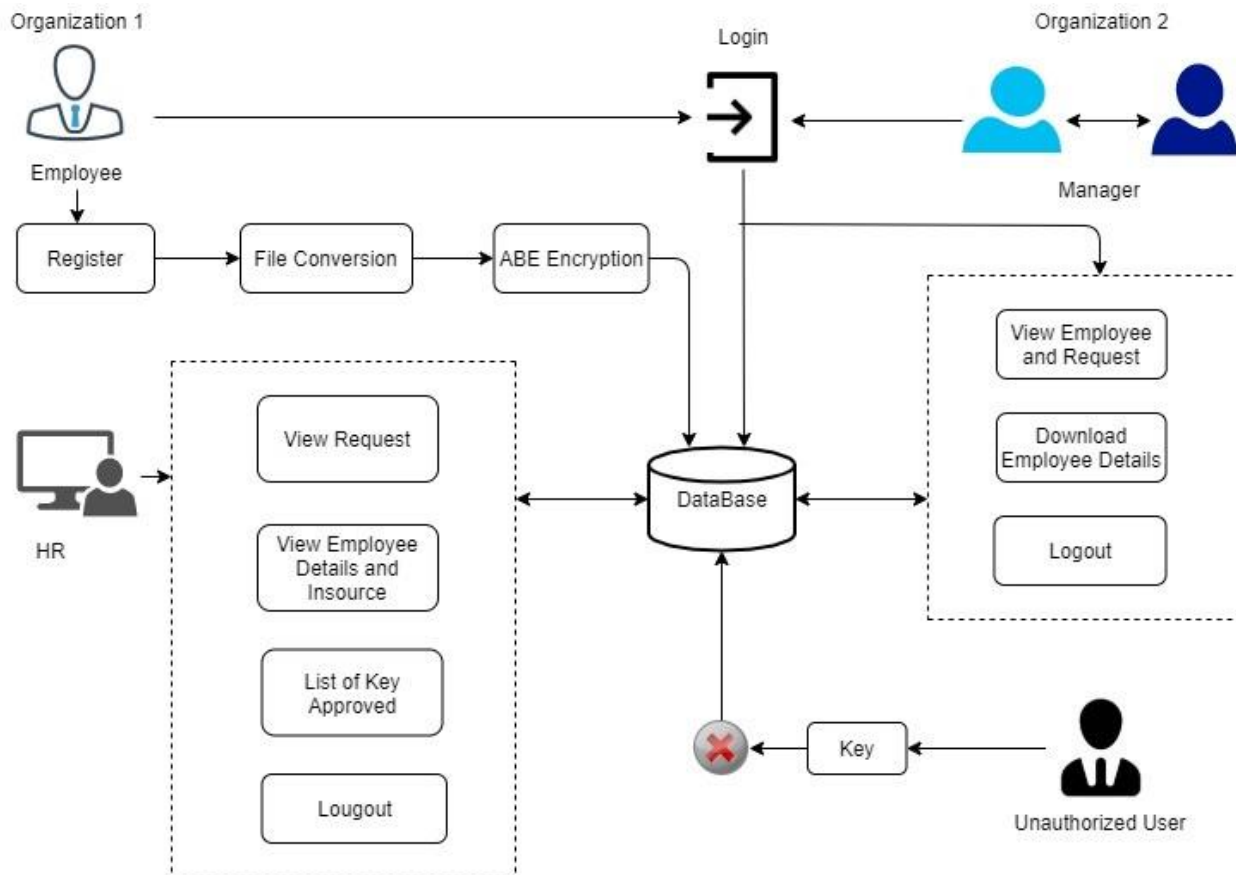 Organization 1
Login
Organization 2
Employee
Manager
Register
File Conversion
ABE Encryption
View Employee
and Request
View Request
Download
Employee Details
DataBase
HR
View Employee
Details and
Insource
Logout
List of Key
Approved
Key
Lougout
Unauthorized User